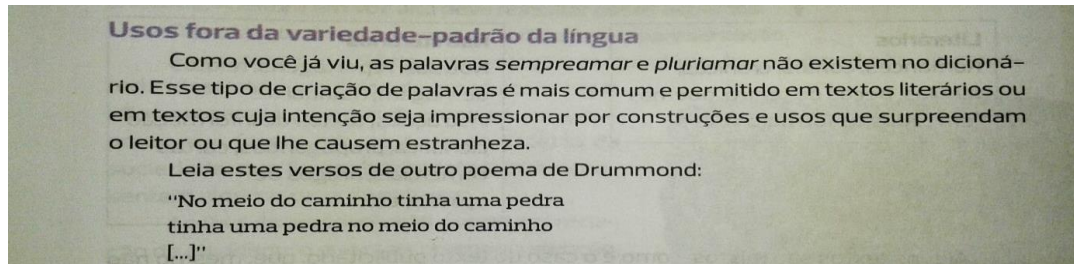 Usos fora da variedade-padrão da língua
Como você já viu, as palavras sempreamar e pluriamar não existem no dicioná-
rio. Esse tipo de criação de palavras é mais comum e permitido em textos literários ou
em textos cuja intenção seja impressionar por construções e usos que surpreendam
o leitor ou que lhe causem estranheza.
Leia estes versos de outro poema de Drummond:
"No meio do caminho tinha uma pedra
tinha uma pedra no meio do caminho
[...]"